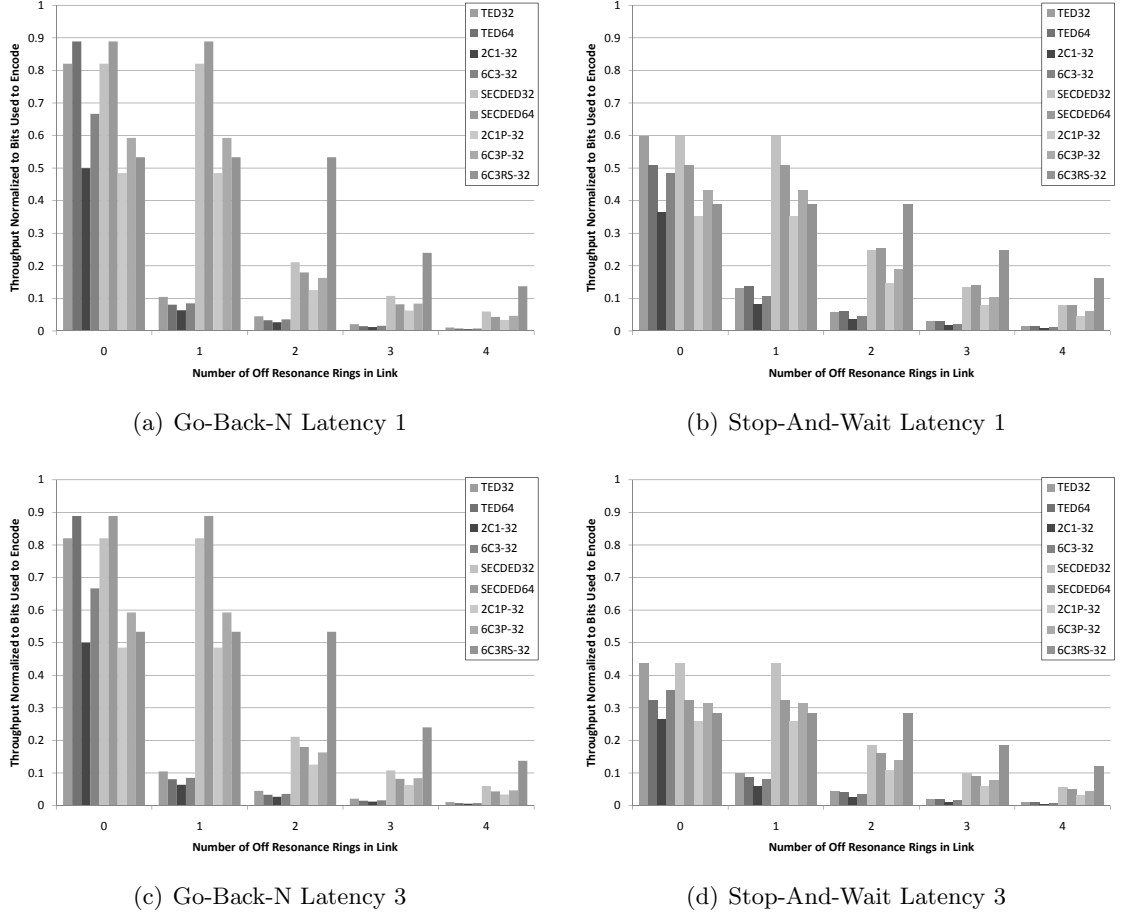 Throughput Normalized to Bits Used to Encode
1
0.9
0.8
0.7
0.6
0.5
0.4
0.3
0.2
0.1
0
0 1 2 3 4
Number of Off Resonance Rings in Link
TED32
TED64
2C1-32
6C3-32
SECDED32
SECDED64
2C1P-32
6C3P-32
6C3RS-32
(a) Go-Back-N Latency 1
Throughput Normalized to Bits Used to Encode
1
0.9
0.8
0.7
0.6
0.5
0.4
0.3
0.2
0.1
0
0 1 2 3 4
Number of Off Resonance Rings in Link
TED32
TED64
2C1-32
6C3-32
SECDED32
SECDED64
2C1P-32
6C3P-32
6C3RS-32
(b) Stop-And-Wait Latency 1
Throughput Normalized to Bits Used to Encode
1
0.9
0.8
0.7
0.6
0.5
0.4
0.3
0.2
0.1
0
0 1 2 3 4
Number of Off Resonance Rings in Link
TED32
TED64
2C1-32
6C3-32
SECDED32
SECDED64
2C1P-32
6C3P-32
6C3RS-32
(c) Go-Back-N Latency 3
Throughput Normalized to Bits Used to Encode
1
0.9
0.8
0.7
0.6
0.5
0.4
0.3
0.2
0.1
0
0 1 2 3 4
Number of Off Resonance Rings in Link
TED32
TED64
2C1-32
6C3-32
SECDED32
SECDED64
2C1P-32
6C3P-32
6C3RS-32
(d) Stop-And-Wait Latency 3